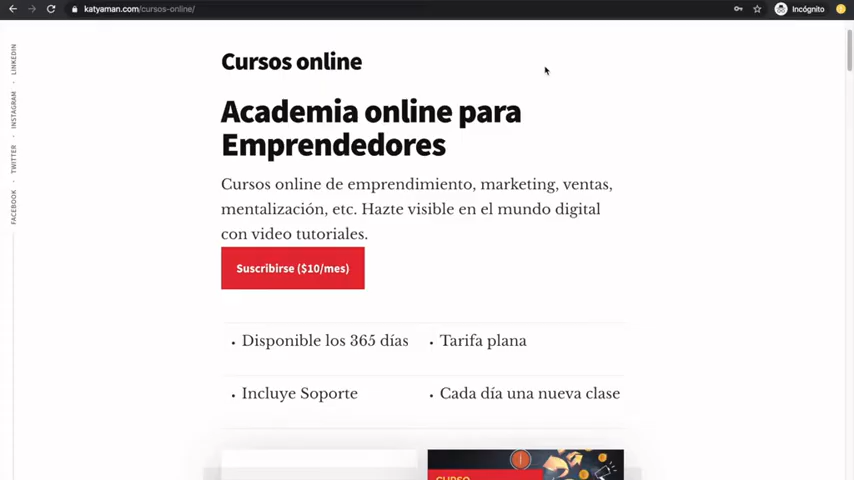 katyaman.com/cursos-online/
Incógnito
LINKEDIN
INSTAGRAM
TWITTER
FACEBOOK
Cursos online
Academia online para
Emprendedores
Cursos online de emprendimiento, marketing, ventas,
mentalización, etc. Hazte visible en el mundo digital
con video tutoriales.
Suscribirse ($10/mes)
Disponible los 365 días
Tarifa plana
Incluye Soporte
Cada día una nueva clase
CURSO